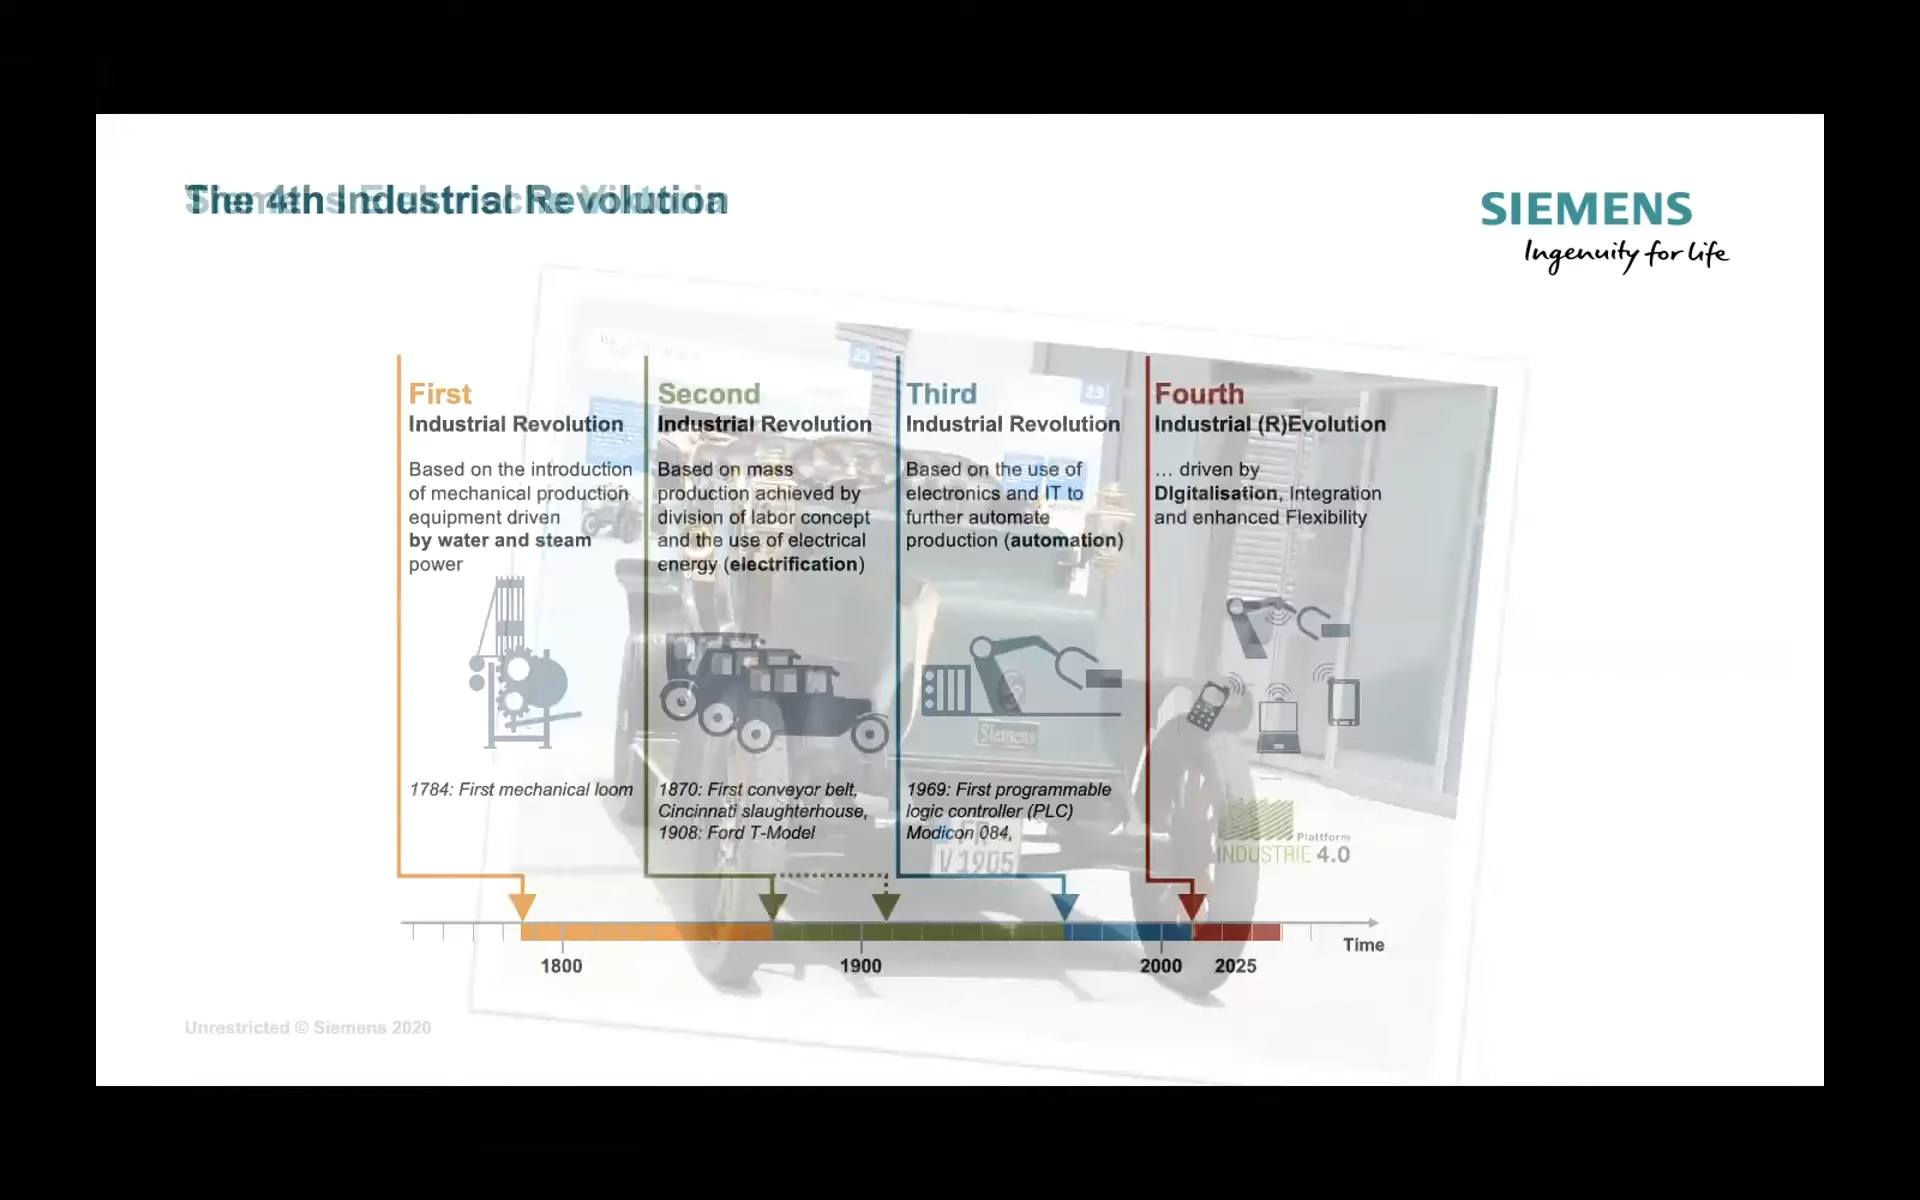 The 4th Industrial Revolution
SIEMENS
Ingenuity for life
First
Industrial Revolution
Based on the introduction
of mechanical production
equipment driven
by water and steam
power
1784: First mechanical loom
Second
Industrial Revolution
Based on mass
production achieved by
division of labor concept
and the use of electrical
energy (electrification)
1870: First conveyor belt,
Cincinnati slaughterhouse,
1908: Ford T-Model
Third
Industrial Revolution
Based on the use of
electronics and IT to
further automate
production (automation)
Siemens
1969: First programmable
logic controller (PLC)
Modicon 084,
V 1905
Fourth
Industrial (R)Evolution
... driven by
DIgitalisation, Integration
and enhanced Flexibility
Plattform
INDUSTRIE 4.0
Time
1800
1900
2000
2025
23
23
Unrestricted © Siemens 2020